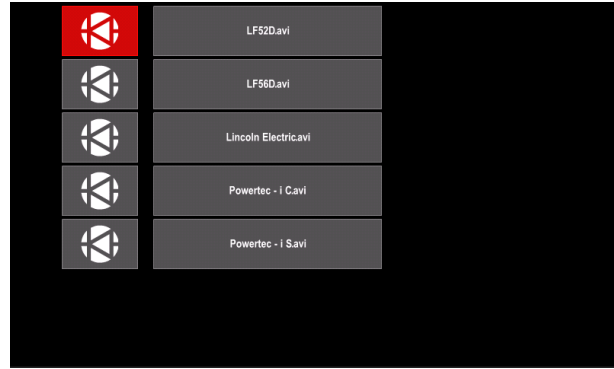 LF52D.avi
LF56D.avi
Lincoln Electric.avi
Powertec - i C.avi
Powertec - i S.avi